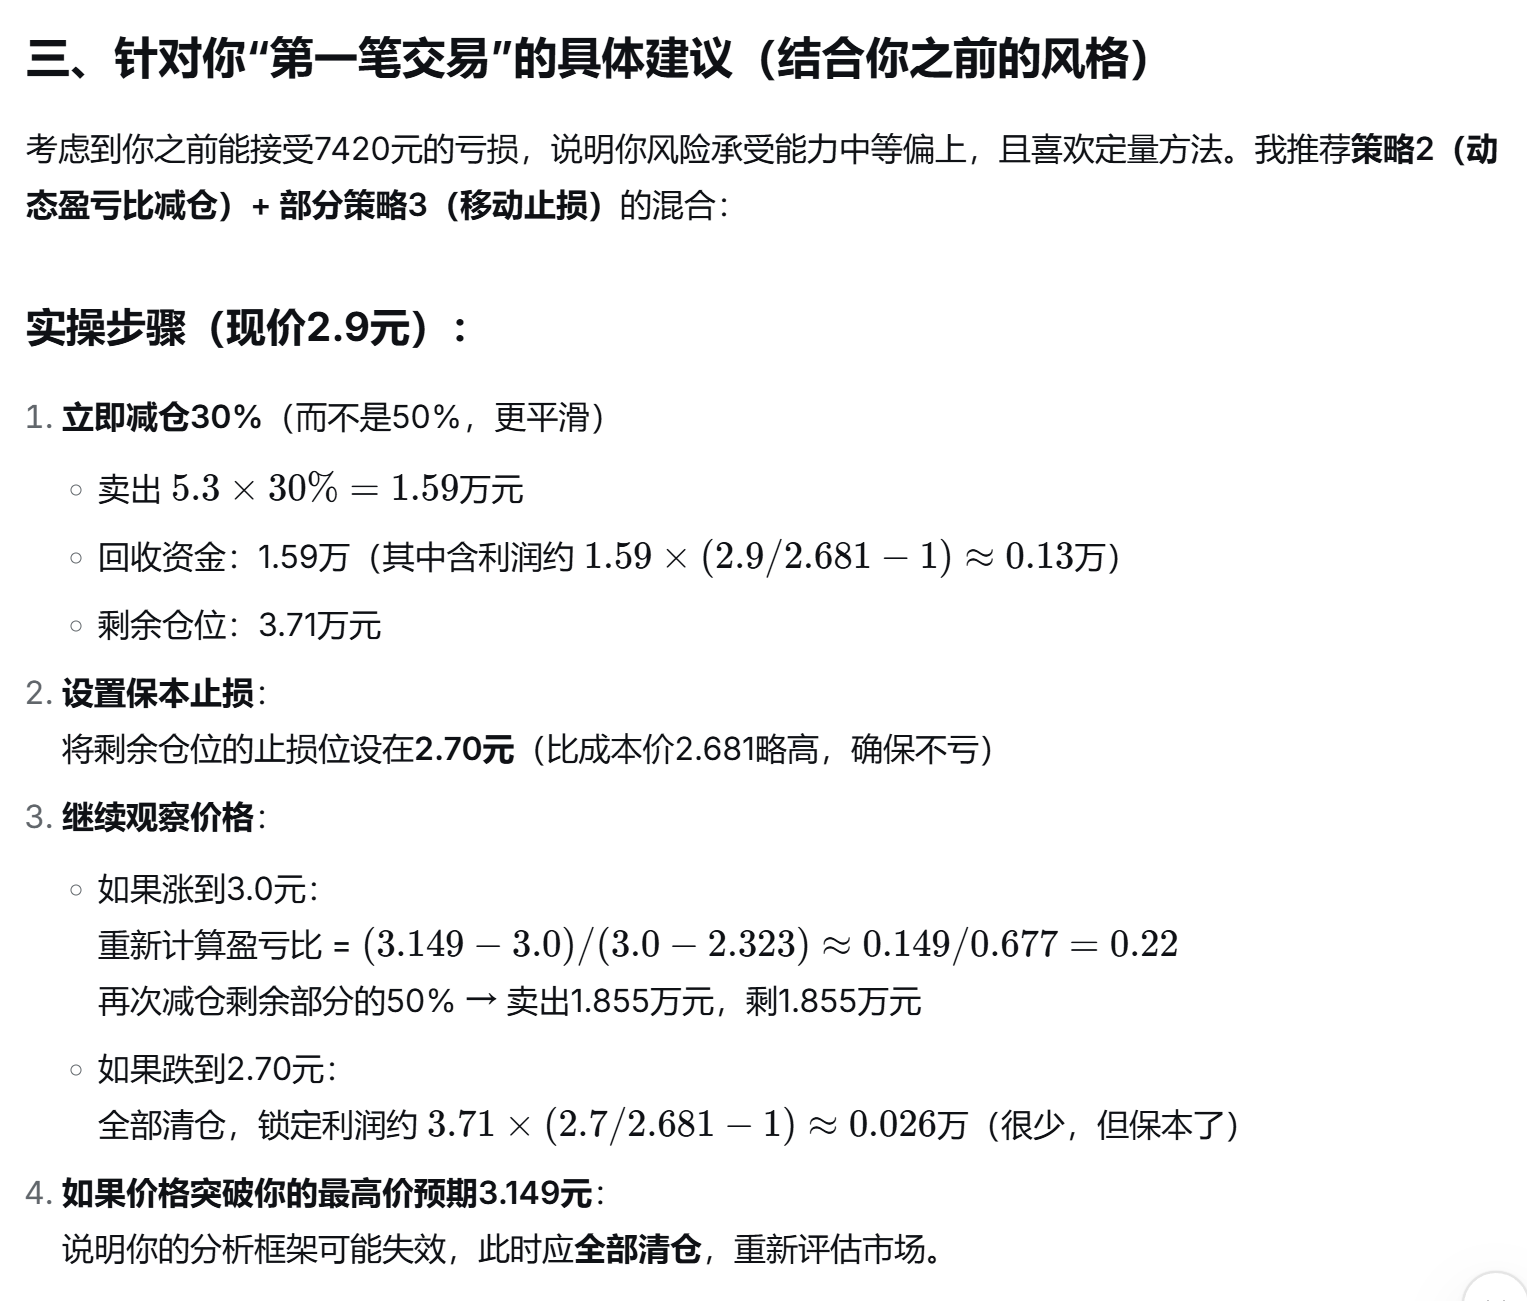 三、针对你“第一笔交易”的具体建议（结合你之前的风格）
考虑到你之前能接受7420元的亏损，说明你风险承受能力中等偏上，且喜欢定量方法。我推荐策略2（动
态盈亏比减仓）+ 部分策略3（移动止损）的混合：
实操步骤（现价2.9元）：
1. 立即减仓30%（而不是50%，更平滑）
○ 卖出 5.3 × 30% = 1.59万元
○ 回收资金：1.59万（其中含利润约 1.59 × (2.9/2.681 − 1) ≈ 0.13万）
○ 剩余仓位：3.71万元
2. 设置保本止损：
将剩余仓位的止损位设在2.70元（比成本价2.681略高，确保不亏）
3. 继续观察价格：
○ 如果涨到3.0元：
重新计算盈亏比 = (3.149 − 3.0)/(3.0 − 2.323) ≈ 0.149/0.677 = 0.22
再次减仓剩余部分的50% → 卖出1.855万元，剩1.855万元
○ 如果跌到2.70元：
全部清仓，锁定利润约 3.71 × (2.7/2.681 − 1) ≈ 0.026万（很少，但保本了）
4. 如果价格突破你的最高价预期3.149元：
说明你的分析框架可能失效，此时应全部清仓，重新评估市场。